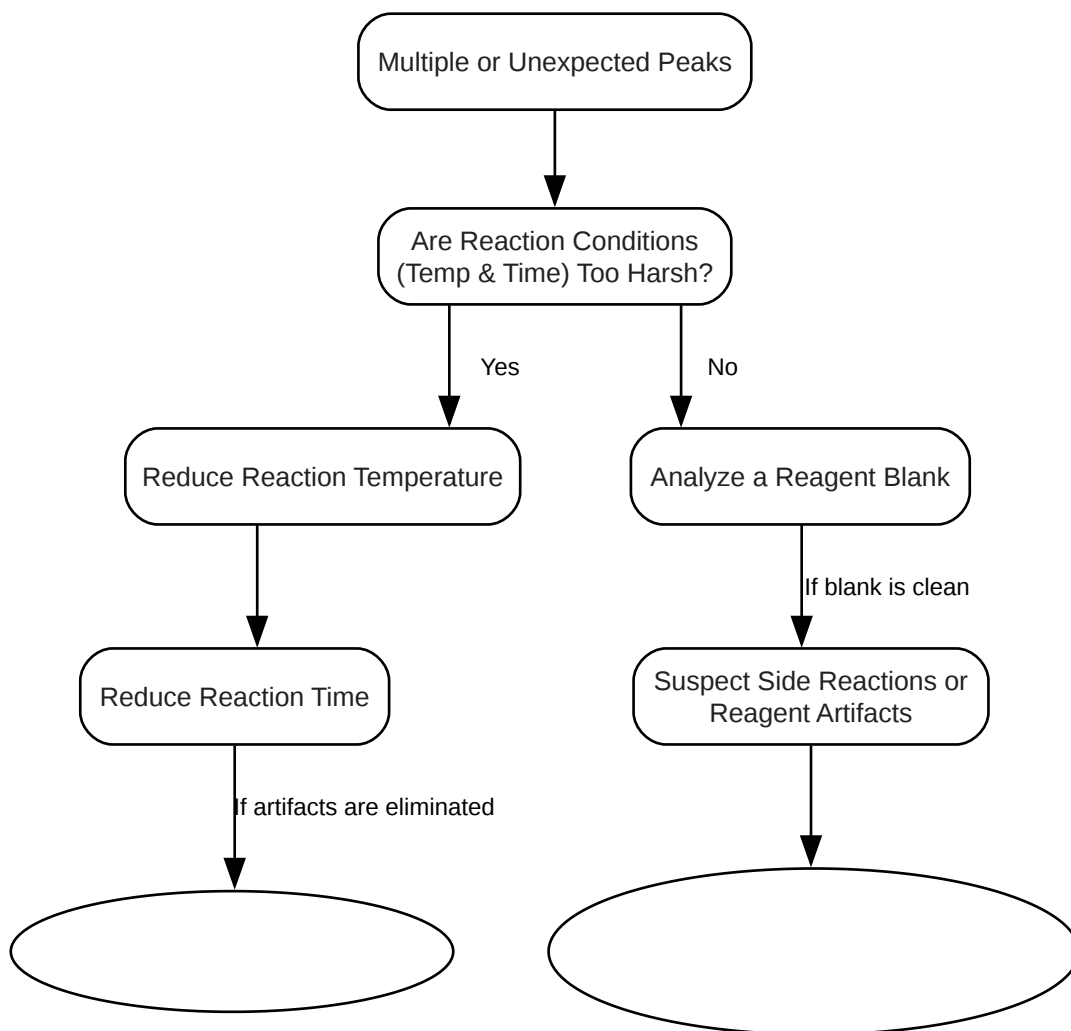 Multiple or Unexpected Peaks
Are Reaction Conditions
(Temp & Time) Too Harsh?
Yes
No
Reduce Reaction Temperature
Analyze a Reagent Blank
If blank is clean
Reduce Reaction Time
Suspect Side Reactions or
Reagent Artifacts
If artifacts are eliminated